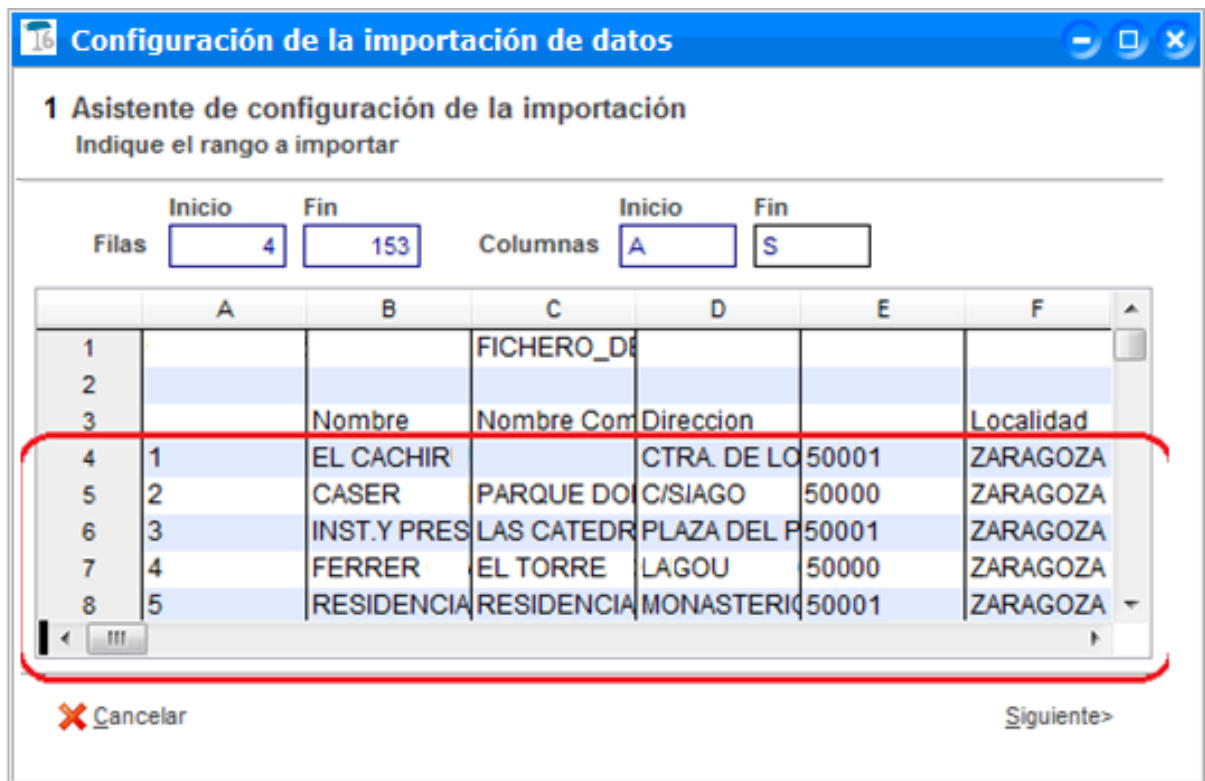 T6 Configuración de la importación de datos
1 Asistente de configuración de la importación
Indique el rango a importar
Inicio Fin Inicio Fin
Filas 4 153 Columnas A S
A B C D E F
1 FICHERO_DE
2
3 Nombre Nombre Com Direccion Localidad
4 1 EL CACHIR CTRA. DE LO 50001 ZARAGOZA
5 2 CASER PARQUE DO C/SIAGO 50000 ZARAGOZA
6 3 INST.Y PRES LAS CATEDR PLAZA DEL P 50001 ZARAGOZA
7 4 FERRER EL TORRE LAGOU 50000 ZARAGOZA
8 5 RESIDENCIA RESIDENCIA MONASTERI 50001 ZARAGOZA
Cancelar Siguiente>